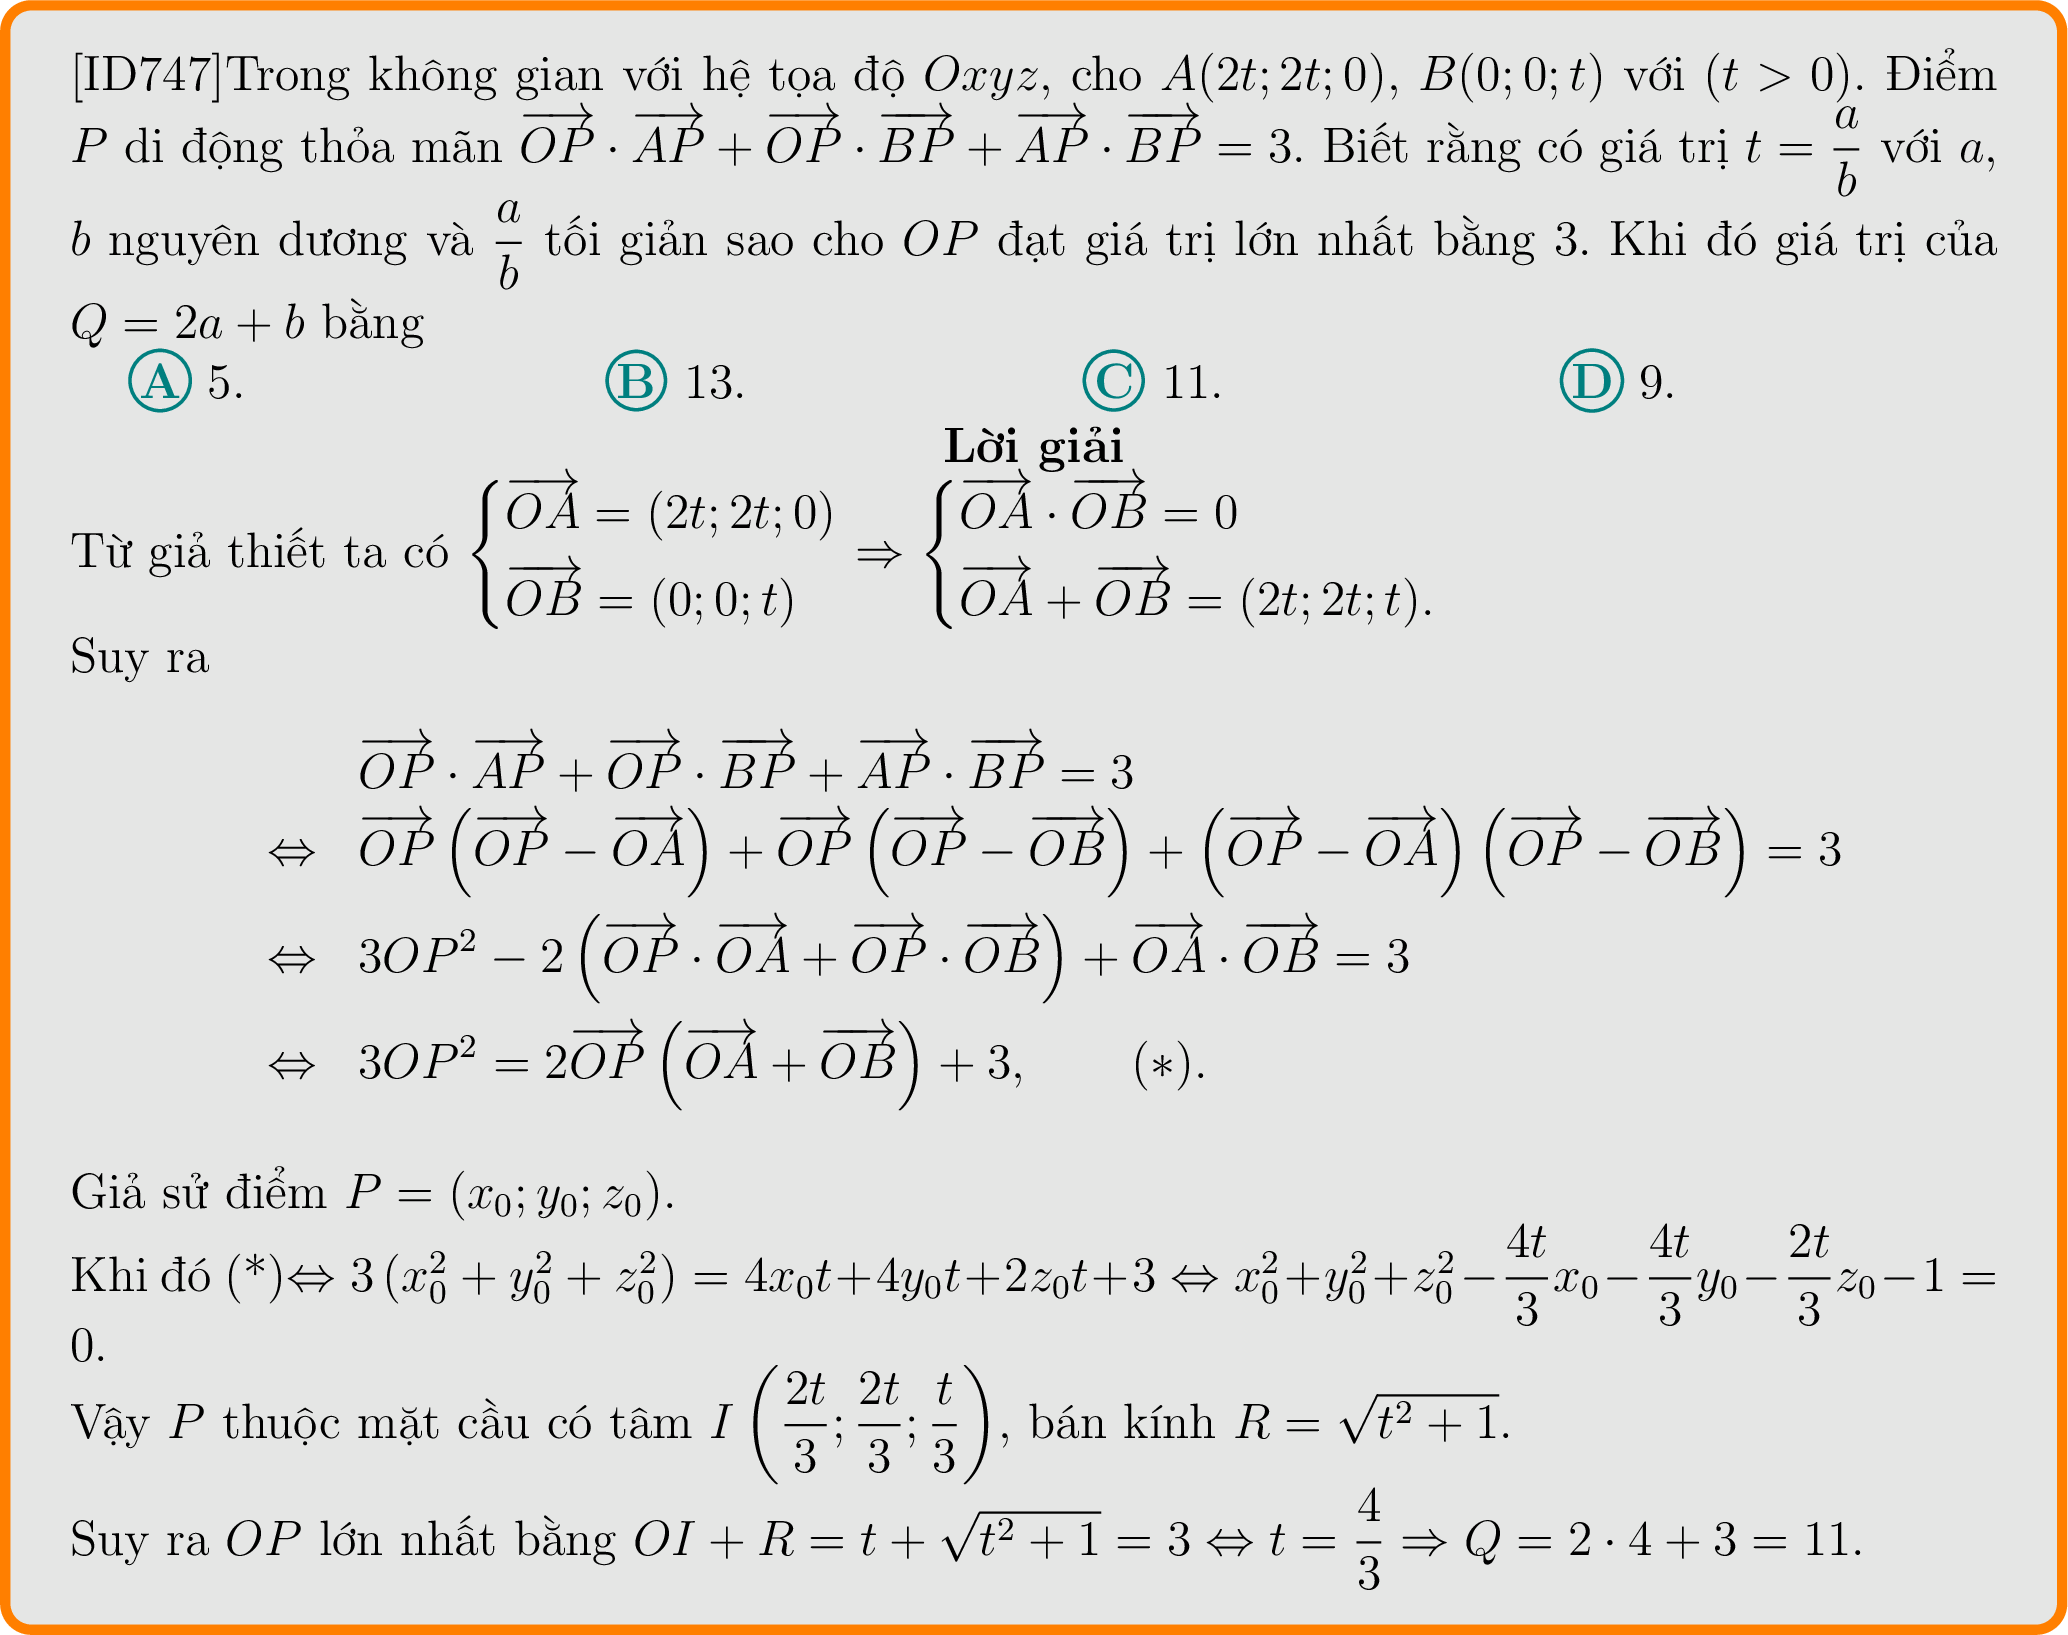 [ID747]Trong không gian với hệ tọa độ $Oxyz$, cho $A(2t; 2t; 0)$, $B(0; 0; t)$ với $(t > 0)$. Điểm
$P$ di động thỏa mãn $\overrightarrow{OP} \cdot \overrightarrow{AP} + \overrightarrow{OP} \cdot \overrightarrow{BP} + \overrightarrow{AP} \cdot \overrightarrow{BP} = 3$. Biết rằng có giá trị $t = \dfrac{a}{b}$ với $a$,
$b$ nguyên dương và $\dfrac{a}{b}$ tối giản sao cho $OP$ đạt giá trị lớn nhất bằng 3. Khi đó giá trị của
$Q = 2a + b$ bằng
A 5. B 13. C 11. D 9.
Lời giải
Từ giả thiết ta có $\begin{cases} \overrightarrow{OA} = (2t; 2t; 0) \\ \overrightarrow{OB} = (0; 0; t) \end{cases} \Rightarrow \begin{cases} \overrightarrow{OA} \cdot \overrightarrow{OB} = 0 \\ \overrightarrow{OA} + \overrightarrow{OB} = (2t; 2t; t). \end{cases}$
Suy ra
$\overrightarrow{OP} \cdot \overrightarrow{AP} + \overrightarrow{OP} \cdot \overrightarrow{BP} + \overrightarrow{AP} \cdot \overrightarrow{BP} = 3$
$\Leftrightarrow \overrightarrow{OP} \left( \overrightarrow{OP} - \overrightarrow{OA} \right) + \overrightarrow{OP} \left( \overrightarrow{OP} - \overrightarrow{OB} \right) + \left( \overrightarrow{OP} - \overrightarrow{OA} \right) \left( \overrightarrow{OP} - \overrightarrow{OB} \right) = 3$
$\Leftrightarrow 3OP^2 - 2 \left( \overrightarrow{OP} \cdot \overrightarrow{OA} + \overrightarrow{OP} \cdot \overrightarrow{OB} \right) + \overrightarrow{OA} \cdot \overrightarrow{OB} = 3$
$\Leftrightarrow 3OP^2 = 2\overrightarrow{OP} \left( \overrightarrow{OA} + \overrightarrow{OB} \right) + 3, \qquad (*).$
Giả sử điểm $P = (x_0; y_0; z_0)$.
Khi đó (*)$\Leftrightarrow 3 \left( x_0^2 + y_0^2 + z_0^2 \right) = 4x_0t + 4y_0t + 2z_0t + 3 \Leftrightarrow x_0^2 + y_0^2 + z_0^2 - \dfrac{4t}{3}x_0 - \dfrac{4t}{3}y_0 - \dfrac{2t}{3}z_0 - 1 =$
$0.$
Vậy $P$ thuộc mặt cầu có tâm $I \left( \dfrac{2t}{3}; \dfrac{2t}{3}; \dfrac{t}{3} \right)$, bán kính $R = \sqrt{t^2 + 1}$.
Suy ra $OP$ lớn nhất bằng $OI + R = t + \sqrt{t^2 + 1} = 3 \Leftrightarrow t = \dfrac{4}{3} \Rightarrow Q = 2 \cdot 4 + 3 = 11.$